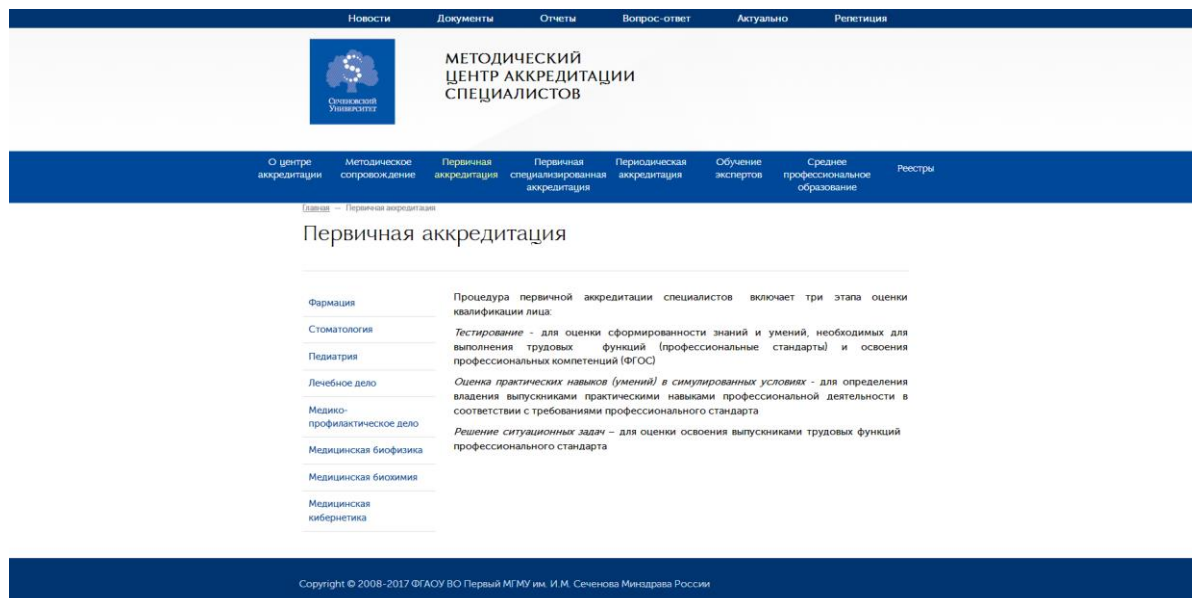 Новости Документы Отчеты Вопрос-ответ Актуально Репетиция
Сеченовский
Университет
МЕТОДИЧЕСКИЙ
ЦЕНТР АККРЕДИТАЦИИ
СПЕЦИАЛИСТОВ
О центре аккредитации
Методическое сопровождение
Первичная аккредитация
Первичная специализированная аккредитация
Периодическая аккредитация
Обучение экспертов
Среднее профессиональное образование
Реестры
Главная — Первичная аккредитация
Первичная аккредитация
Фармация
Стоматология
Педиатрия
Лечебное дело
Медико-
профилактическое дело
Медицинская биофизика
Медицинская биохимия
Медицинская
кибернетика
Процедура первичной аккредитации специалистов включает три этапа оценки
квалификации лица:
Тестирование - для оценки сформированности знаний и умений, необходимых для
выполнения трудовых функций (профессиональные стандарты) и освоения
профессиональных компетенций (ФГОС)
Оценка практических навыков (умений) в симулированных условиях - для определения
владения выпускниками практическими навыками профессиональной деятельности в
соответствии с требованиями профессионального стандарта
Решение ситуационных задач – для оценки освоения выпускниками трудовых функций
профессионального стандарта
Copyright © 2008-2017 ФГАОУ ВО Первый МГМУ им. И.М. Сеченова Минздрава России